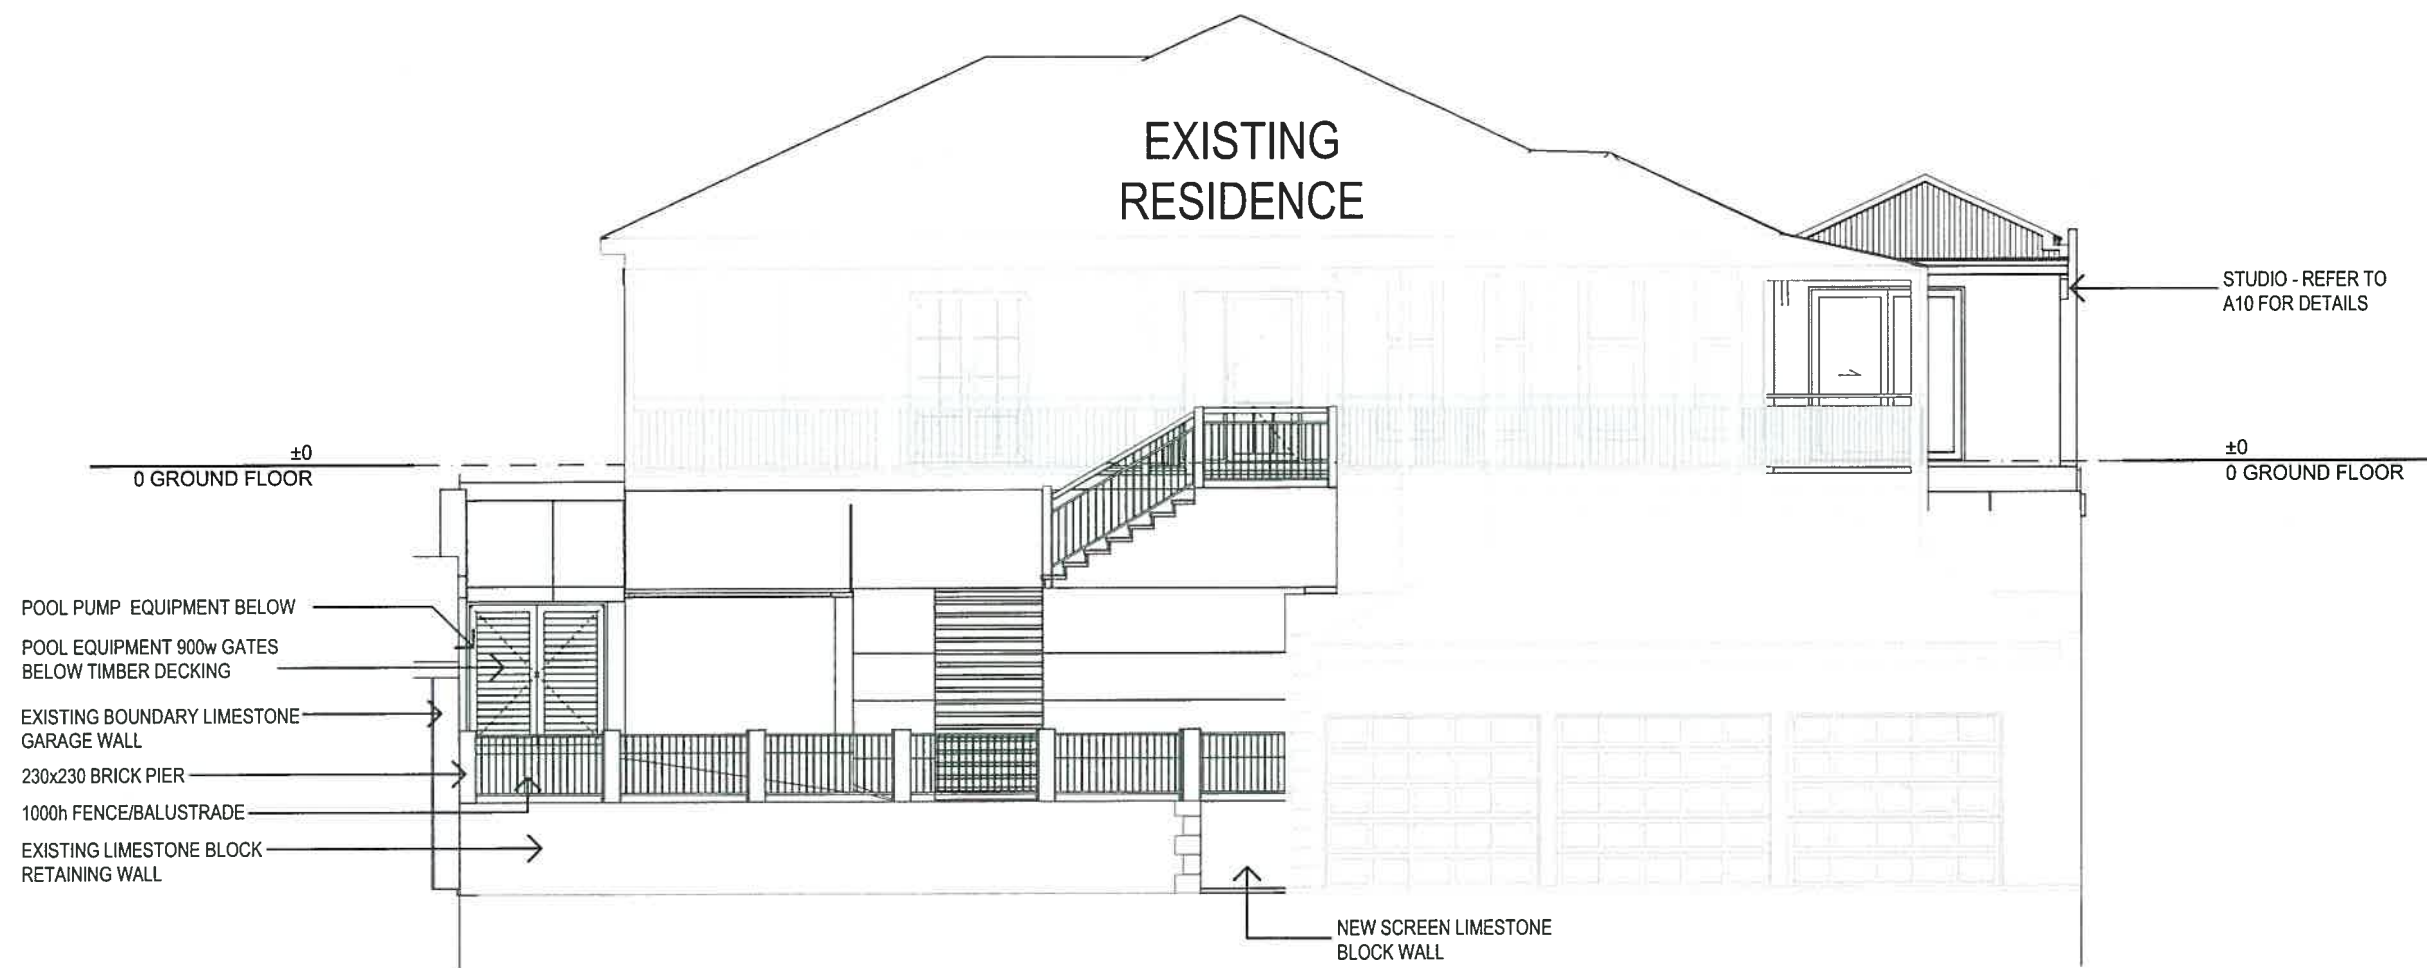 EXISTING
RESIDENCE
STUDIO - REFER TO
A10 FOR DETAILS
±0
0 GROUND FLOOR
±0
0 GROUND FLOOR
POOL PUMP EQUIPMENT BELOW
POOL EQUIPMENT 900w GATES
BELOW TIMBER DECKING
EXISTING BOUNDARY LIMESTONE
GARAGE WALL
230x230 BRICK PIER
1000h FENCE/BALUSTRADE
EXISTING LIMESTONE BLOCK
RETAINING WALL
NEW SCREEN LIMESTONE
BLOCK WALL